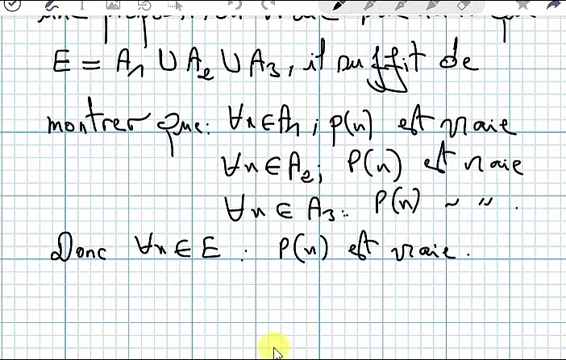 E = A₁ ∪ A₂ ∪ A₃, il suffit de
montrer que: ∀n∈A₁ ; p(n) est vraie
∀n∈A₂; P(n) est vraie
∀n∈A₃: P(n) ~ ".
Donc ∀n∈E : P(n) est vraie.